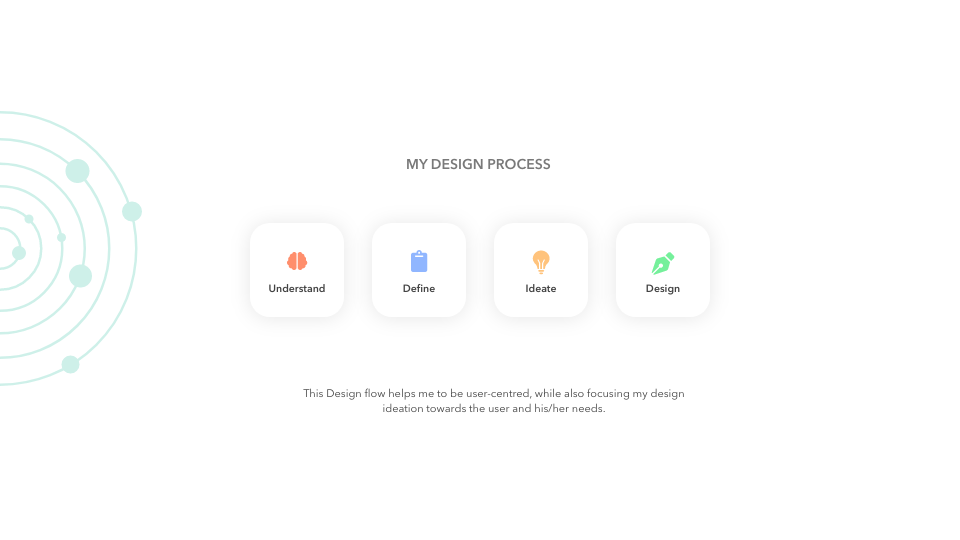 MY DESIGN PROCESS
Understand
Define
Ideate
Design
This Design flow helps me to be user-centred, while also focusing my design
ideation towards the user and his/her needs.